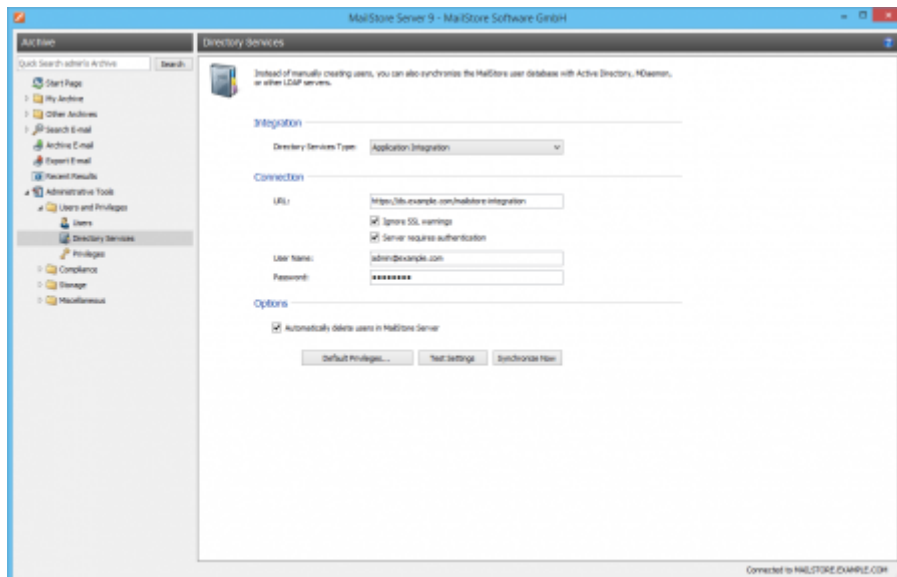 MailStore Server 9 - MailStore Software GmbH
Archive
Directory Services
Quick Search admin's Archive
Search
Start Page
My Archive
Other Archives
Search E-mail
Archive E-mail
Export E-mail
Recent Results
Administrative Tools
Users and Privileges
Users
Directory Services
Privileges
Compliance
Storage
Miscellaneous
Instead of manually creating users, you can also synchronize the MailStore user database with Active Directory, MDaemon,
or other LDAP servers.
Integration
Directory Services Type:
Application Integration
Connection
URL:
https://ds.example.com/mailstore-integration
Ignore SSL warnings
Server requires authentication
User Name:
admin@example.com
Password:
Options
Automatically delete users in MailStore Server
Default Privileges...
Test Settings
Synchronize Now
Connected to MAILSTORE.EXAMPLE.COM